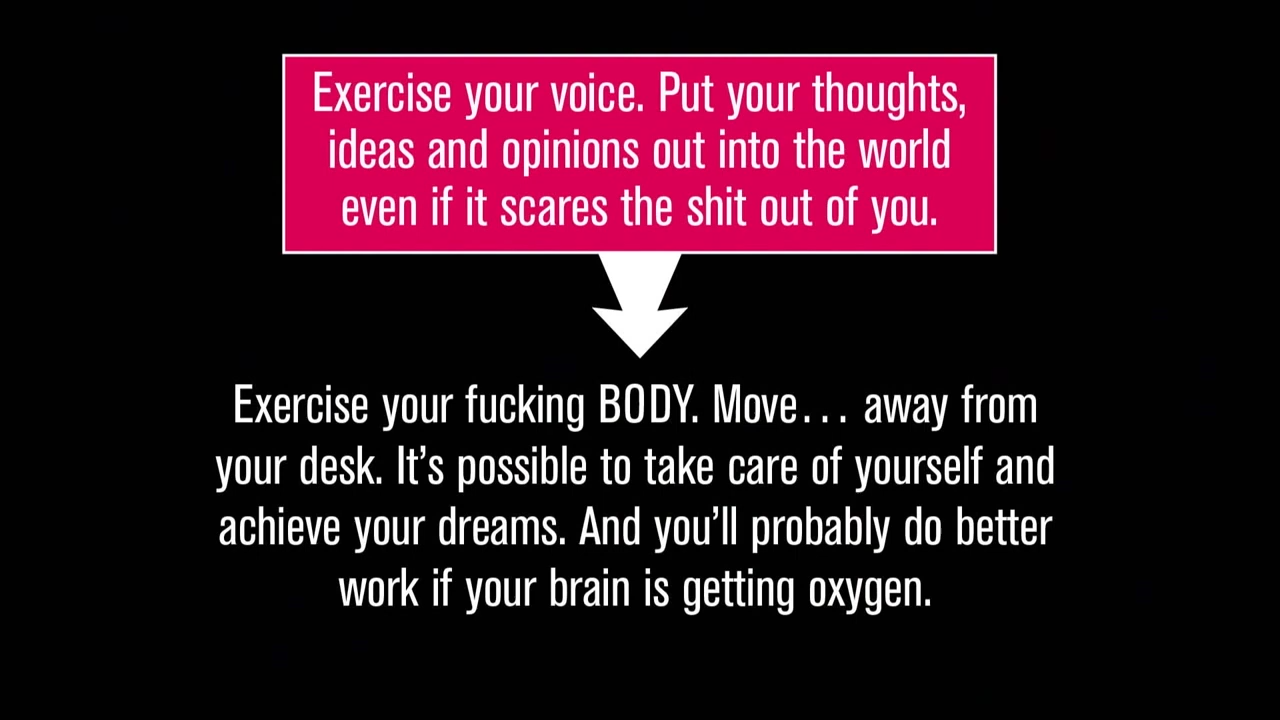 Exercise your voice. Put your thoughts,
ideas and opinions out into the world
even if it scares the shit out of you.
Exercise your fucking BODY. Move... away from
your desk. It’s possible to take care of yourself and
achieve your dreams. And you’ll probably do better
work if your brain is getting oxygen.